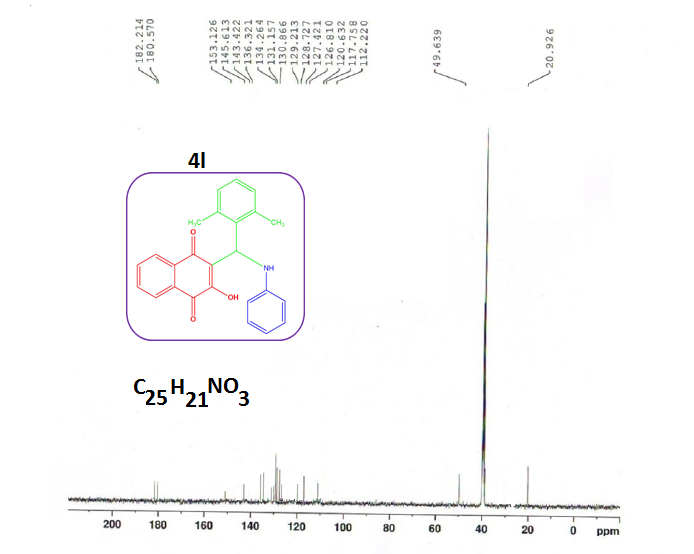 182.214
180.570
153.126
145.613
143.422
136.321
134.264
131.157
130.866
129.213
128.727
127.421
126.810
120.632
117.758
112.220
49.639
20.926
4l
H₃C
CH₃
O
NH
OH
O
C25H21NO3
200 180 160 140 120 100 80 60 40 20 0 ppm